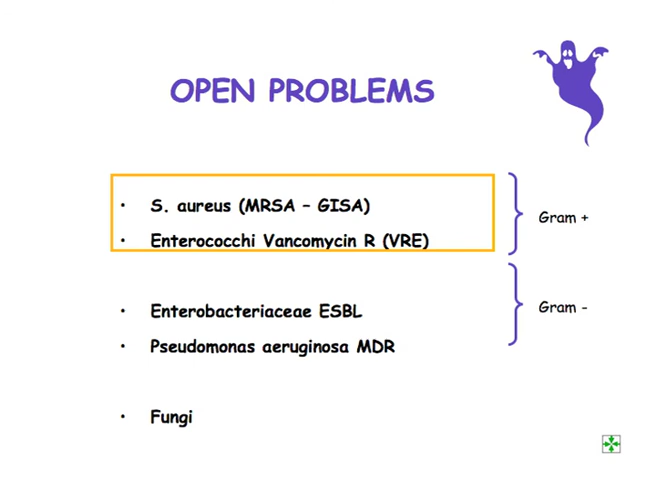 OPEN PROBLEMS
• S. aureus (MRSA – GISA)
• Enterococchi Vancomycin R (VRE)
Gram +
• Enterobacteriaceae ESBL
• Pseudomonas aeruginosa MDR
Gram -
• Fungi